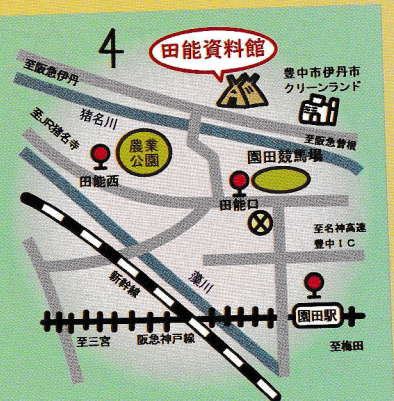 4
田能資料館
至阪急伊丹
豊中市伊丹市
クリーンランド
猪名川
至JR猪名寺
至阪急曽根
農業
公園
園田競馬場
田能西
田能口
至名神高速
豊中IC
新幹線
藻川
園田駅
至三宮
阪急神戸線
至梅田